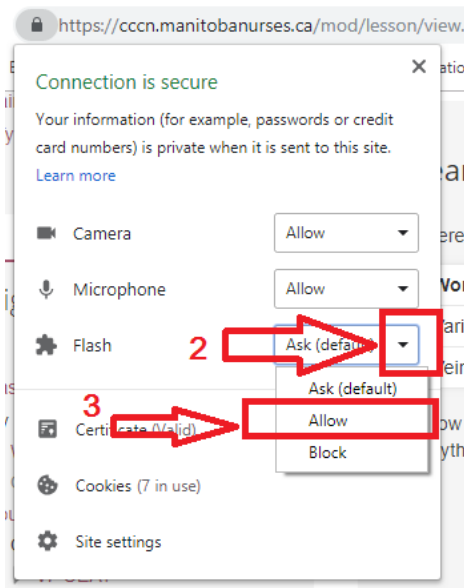 https://cccn.manitobanurses.ca/mod/lesson/view.
Connection is secure
Your information (for example, passwords or credit
card numbers) is private when it is sent to this site.
Learn more
Camera
Allow
Microphone
Allow
Flash
2
Ask (default)
Ask (default)
3
Allow
Certificate (Valid)
Block
Cookies (7 in use)
Site settings